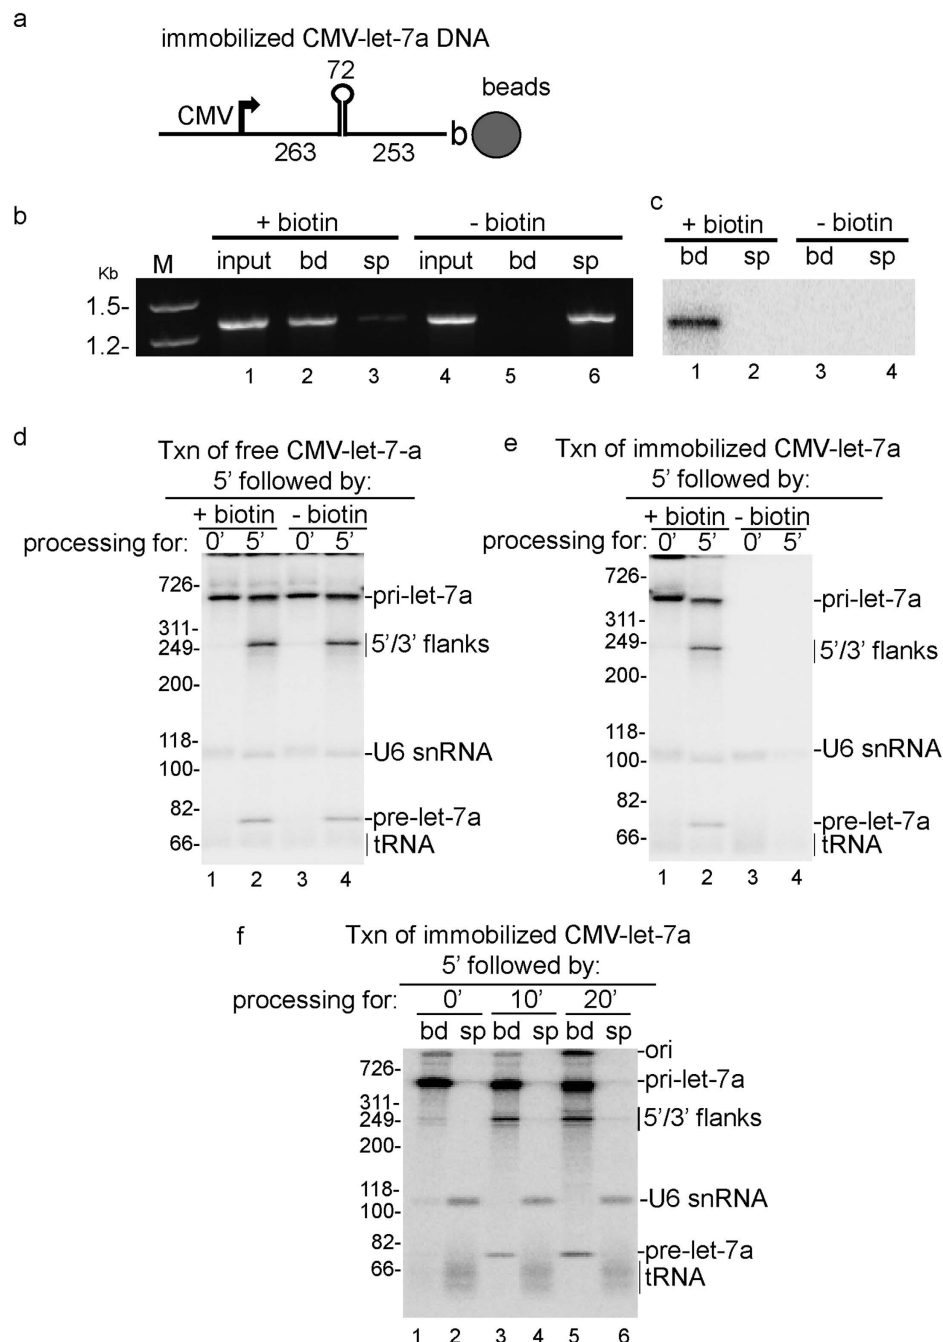 a
immobilized CMV-let-7a DNA
72
beads
CMV
b
263
253
b
+ biotin
- biotin
Kb
M
input
bd
sp
input
bd
sp
1.5-
1.2-
1
2
3
4
5
6
c
+ biotin
- biotin
bd
sp
bd
sp
1
2
3
4
d
Txn of free CMV-let-7-a
5' followed by:
+ biotin
- biotin
processing for:
0'
5'
0'
5'
726-
311-
249-
200-
118-
100-
82-
66-
-pri-let-7a
5'/3' flanks
-U6 snRNA
-pre-let-7a
tRNA
1
2
3
4
e
Txn of immobilized CMV-let-7a
5' followed by:
+ biotin
- biotin
processing for:
0'
5'
0'
5'
726-
311-
249-
200-
118-
100-
82-
66-
-pri-let-7a
5'/3' flanks
-U6 snRNA
-pre-let-7a
tRNA
1
2
3
4
f
Txn of immobilized CMV-let-7a
5' followed by:
processing for:
0'
10'
20'
bd
sp
bd
sp
bd
sp
726-
311-
249-
200-
118-
100-
82-
66-
-ori
-pri-let-7a
5'/3' flanks
-U6 snRNA
-pre-let-7a
tRNA
1
2
3
4
5
6